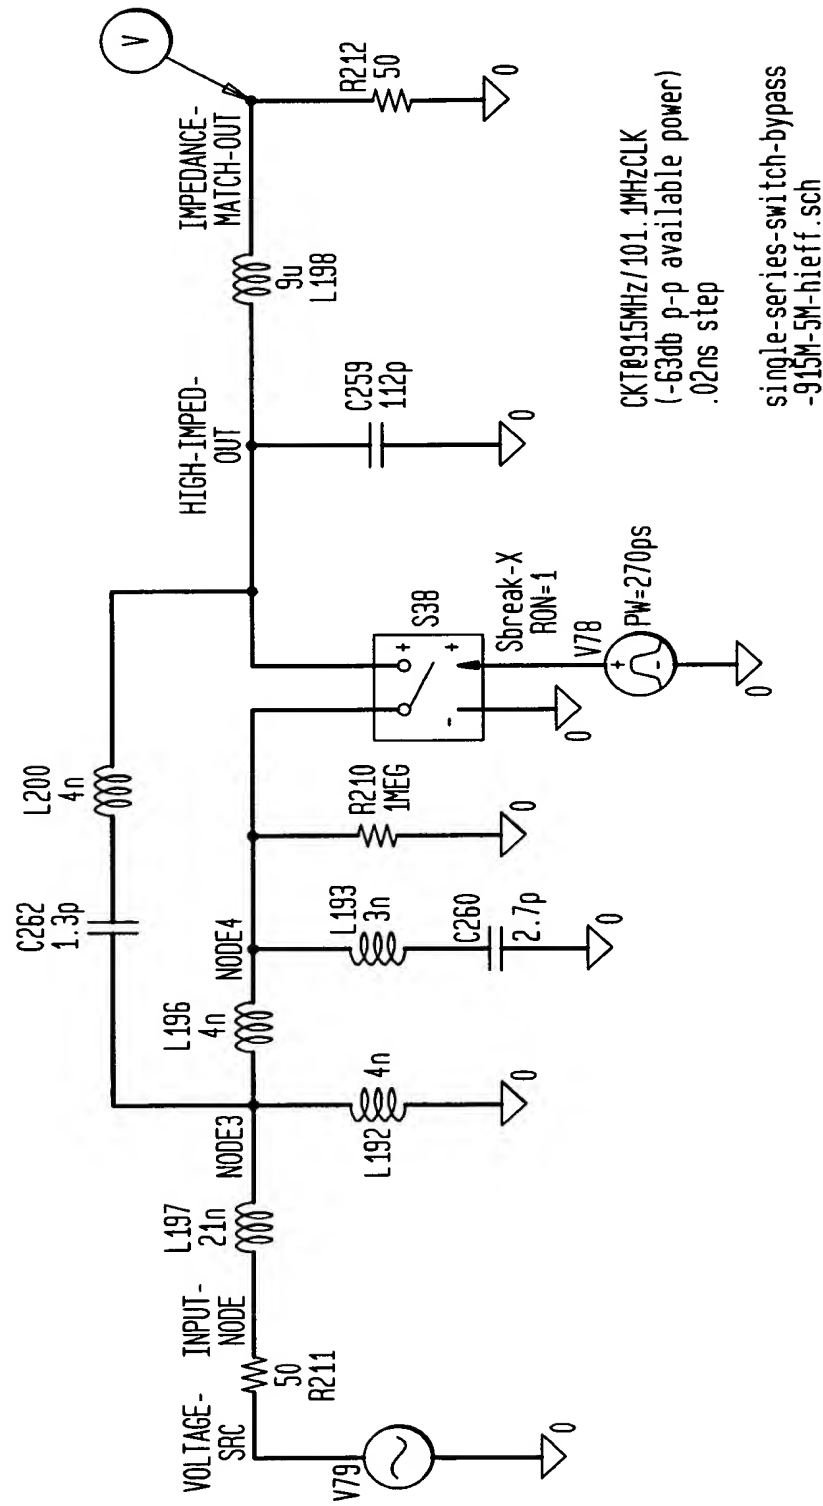 V79
VOLTAGE-
SRC
50
R211
INPUT-
NODE
L197
21n
NODE3
L192
4n
0
0
C262
1.3p
L200
4n
L196
4n
NODE4
L193
3n
C260
2.7p
0
R210
1MEG
0
S38
+
+
-
0
Sbreak-X
RON=1
V78
+
-
PW=270ps
0
HIGH-IMPED-
OUT
C259
112p
0
9u
L198
IMPEDANCE-
MATCH-OUT
V
R212
50
0
CKT@915MHz/101.1MHzCLK
(-63db p-p available power)
.02ns step
single-series-switch-bypass
-915M-5M-hieff.sch